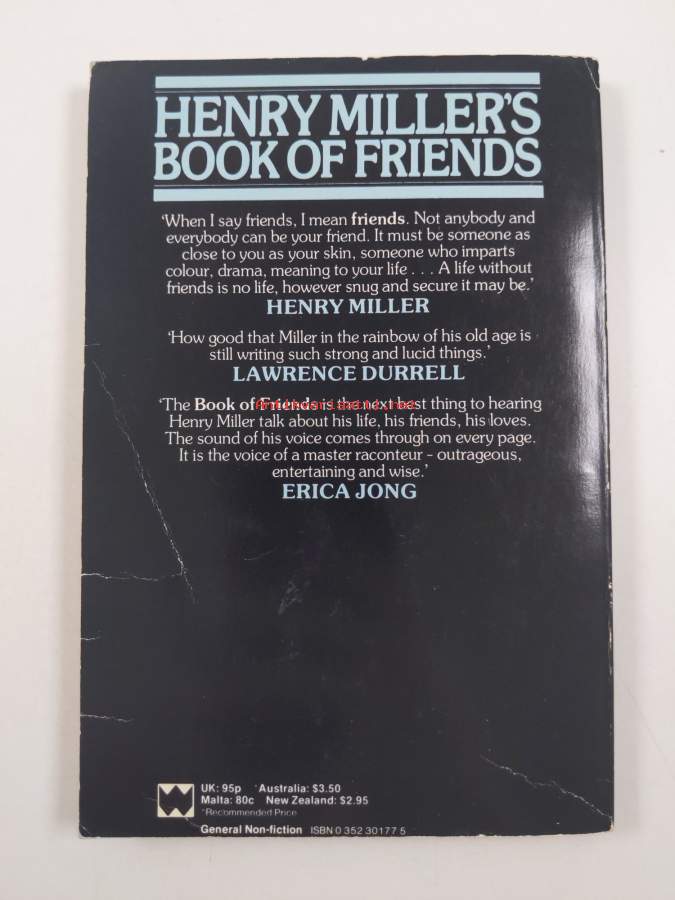 HENRY MILLER'S
BOOK OF FRIENDS
'When I say friends, I mean friends. Not anybody and
everybody can be your friend. It must be someone as
close to you as your skin, someone who imparts
colour, drama, meaning to your life . . . A life without
friends is no life, however snug and secure it may be.'
HENRY MILLER
'How good that Miller in the rainbow of his old age is
still writing such strong and lucid things.'
LAWRENCE DURRELL
'The Book of Friends is the next best thing to hearing
Henry Miller talk about his life, his friends, his loves.
The sound of his voice comes through on every page.
It is the voice of a master raconteur – outrageous,
entertaining and wise.'
ERICA JONG
UK: 95p *Australia: $3.50
Malta: 80c New Zealand: $2.95
*Recommended Price
General Non-fiction ISBN 0 352 30177 5